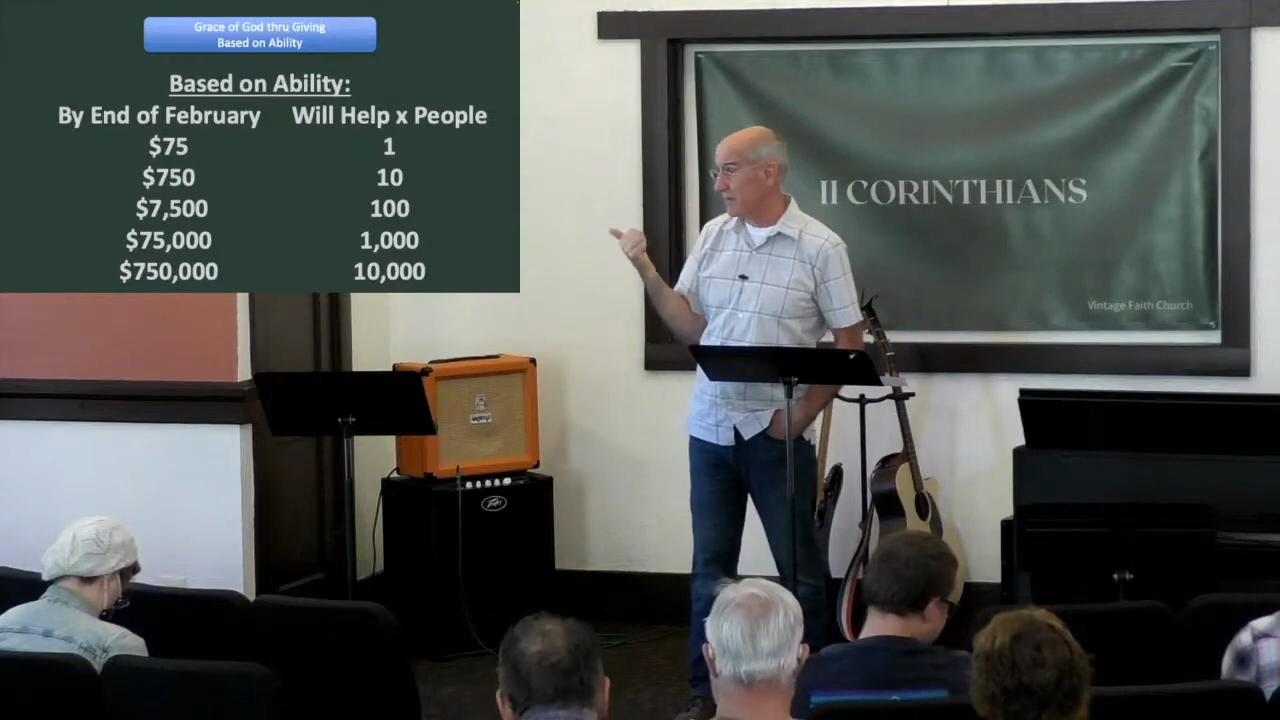 Grace of God thru Giving
Based on Ability
Based on Ability:
By End of February Will Help x People
$75 1
$750 10
$7,500 100
$75,000 1,000
$750,000 10,000
II CORINTHIANS
Vintage Faith Church